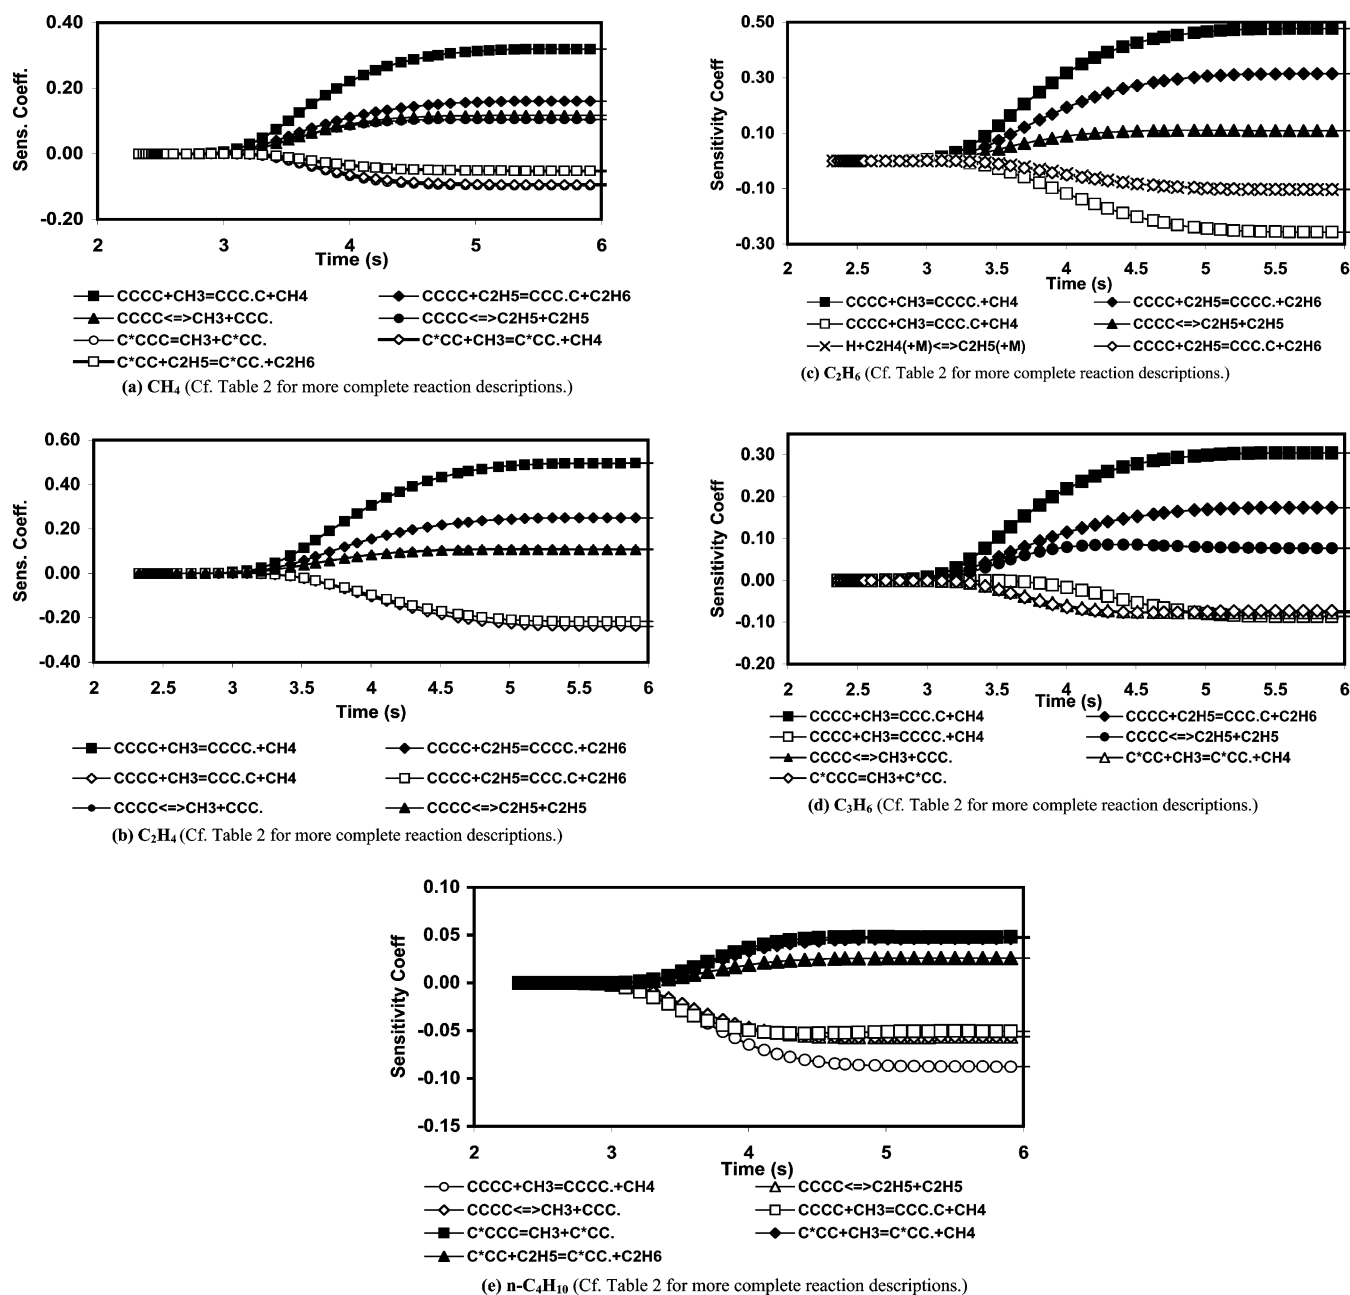 0.40
0.20
0.00
-0.20
Sens. Coeff.
2 3 4 5 6
Time (s)
CCCC+CH3=CCC.C+CH4 CCCC+C2H5=CCC.C+C2H6
CCCC<=>CH3+CCC. CCCC<=>C2H5+C2H5
C*CCC=CH3+C*CC. C*CC+CH3=C*CC.+CH4
C*CC+C2H5=C*CC.+C2H6
(a) CH4 (Cf. Table 2 for more complete reaction descriptions.)
0.50
0.30
0.10
-0.10
-0.30
Sensitivity Coeff
2 2.5 3 3.5 4 4.5 5 5.5 6
Time (s)
CCCC+CH3=CCCC.+CH4 CCCC+C2H5=CCCC.+C2H6
CCCC+CH3=CCC.C+CH4 CCCC<=>C2H5+C2H5
H+C2H4(+M)<=>C2H5(+M) CCCC+C2H5=CCC.C+C2H6
(c) C2H6 (Cf. Table 2 for more complete reaction descriptions.)
0.60
0.40
0.20
0.00
-0.20
-0.40
Sens. Coeff.
2 2.5 3 3.5 4 4.5 5 5.5 6
Time (s)
CCCC+CH3=CCCC.+CH4 CCCC+C2H5=CCCC.+C2H6
CCCC+CH3=CCC.C+CH4 CCCC+C2H5=CCC.C+C2H6
CCCC<=>CH3+CCC. CCCC<=>C2H5+C2H5
(b) C2H4 (Cf. Table 2 for more complete reaction descriptions.)
0.30
0.20
0.10
0.00
-0.10
-0.20
Sensitivity Coeff
2 2.5 3 3.5 4 4.5 5 5.5 6
Time (s)
CCCC+CH3=CCC.C+CH4 CCCC+C2H5=CCC.C+C2H6
CCCC+CH3=CCCC.+CH4 CCCC<=>C2H5+C2H5
CCCC<=>CH3+CCC. C*CC+CH3=C*CC.+CH4
C*CCC=CH3+C*CC.
(d) C3H6 (Cf. Table 2 for more complete reaction descriptions.)
0.10
0.05
0.00
-0.05
-0.10
-0.15
Sensitivity Coeff
2 3 4 5 6
Time (s)
CCCC+CH3=CCCC.+CH4 CCCC<=>C2H5+C2H5
CCCC<=>CH3+CCC. CCCC+CH3=CCC.C+CH4
C*CCC=CH3+C*CC. C*CC+CH3=C*CC.+CH4
C*CC+C2H5=C*CC.+C2H6
(e) n-C4H10 (Cf. Table 2 for more complete reaction descriptions.)